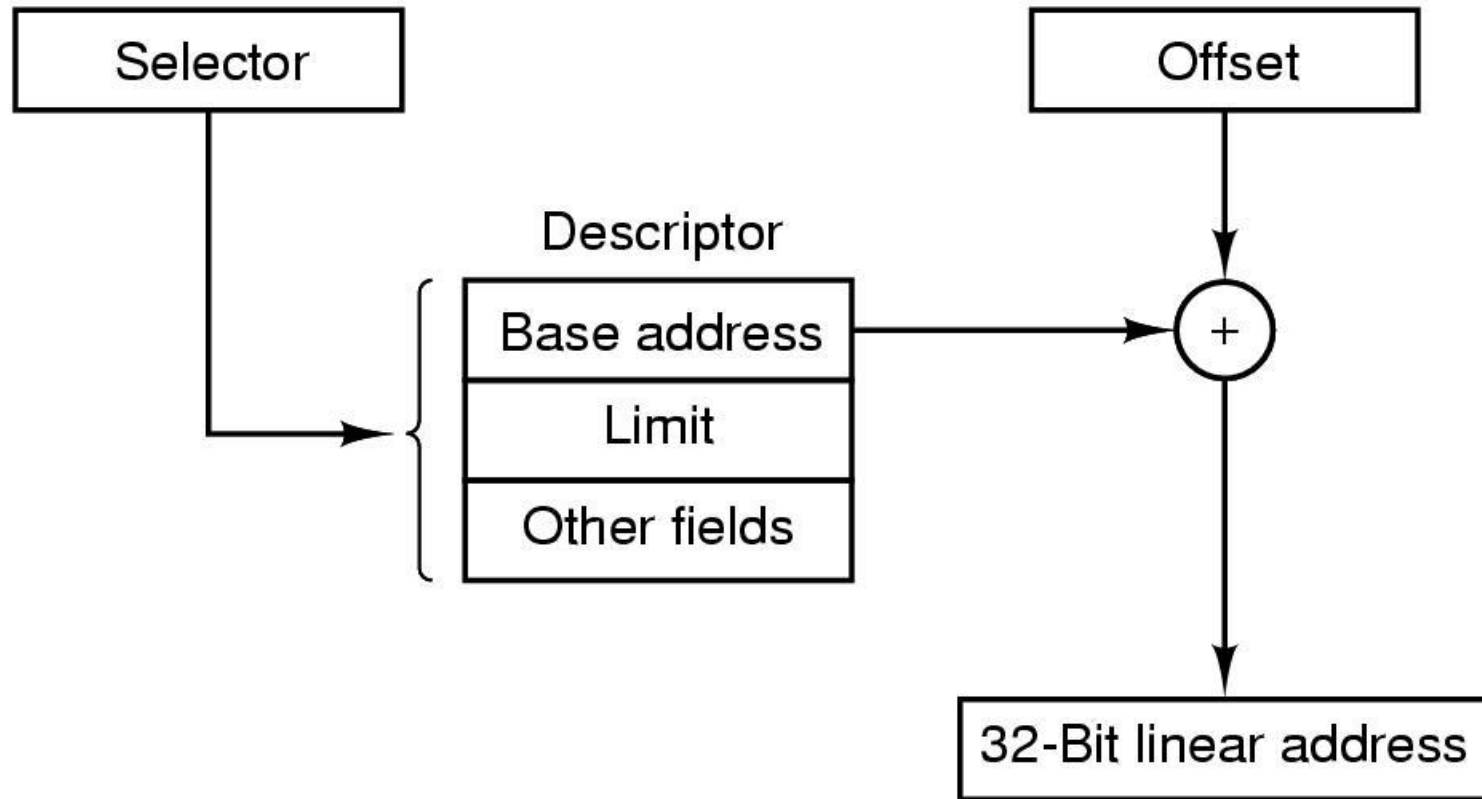 Selector
Offset
Descriptor
Base address
+
Limit
Other fields
32-Bit linear address